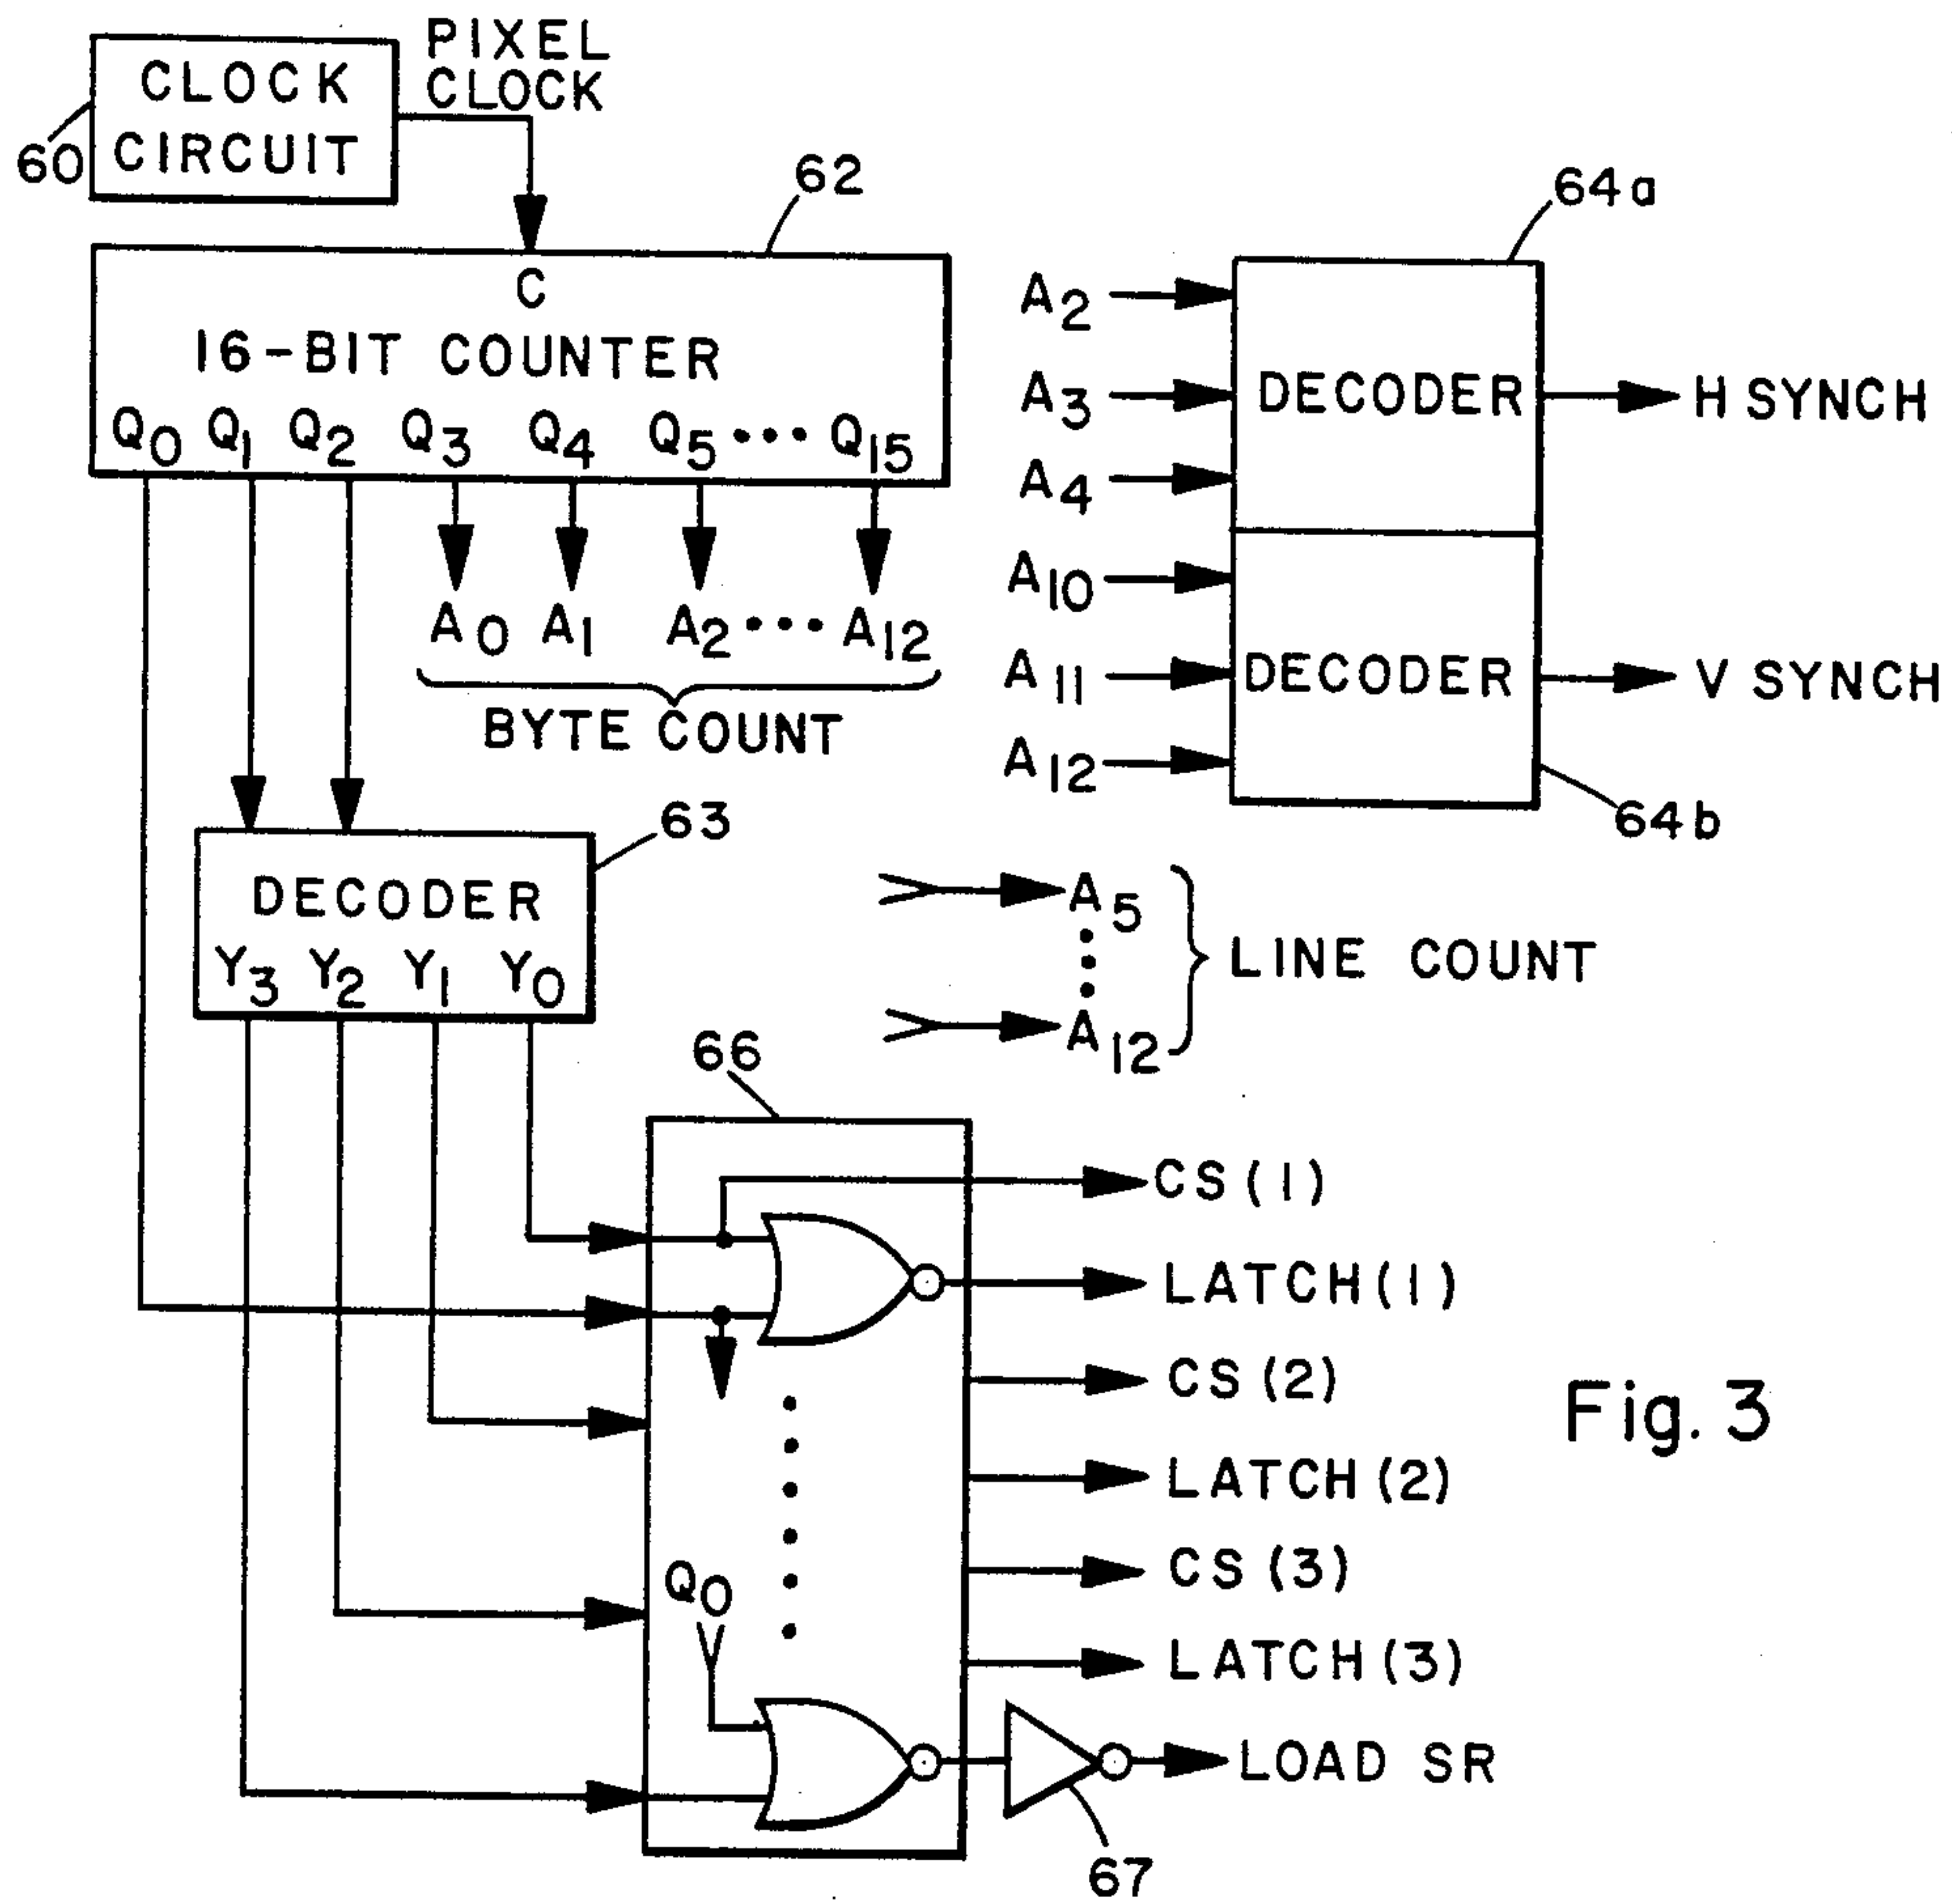 PIXEL
CLOCK
CLOCK
CIRCUIT
60
62
C
16-BIT COUNTER
Q0 Q1 Q2 Q3 Q4 Q5 ••• Q15
A0 A1 A2 ••• A12
BYTE COUNT
64a
A2
A3
A4
DECODER
H SYNCH
A10
A11
A12
DECODER
V SYNCH
64b
63
DECODER
Y3 Y2 Y1 Y0
A5
A12
LINE COUNT
66
CS(1)
LATCH(1)
CS(2)
LATCH(2)
CS(3)
LATCH(3)
Q0
LOAD SR
67
Fig. 3